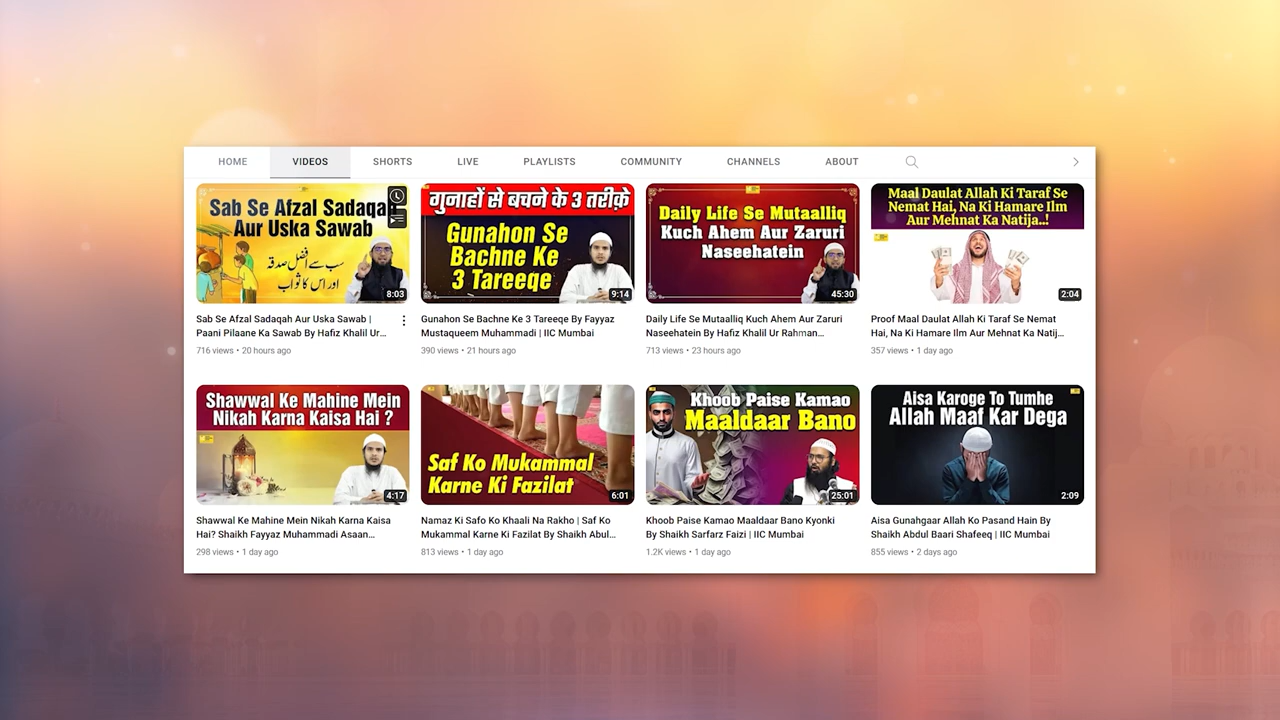 HOME VIDEOS SHORTS LIVE PLAYLISTS COMMUNITY CHANNELS ABOUT
Sab Se Afzal Sadaqah
Aur Uska Sawab
سب سے افضل صدقہ
اور اس کا ثواب
8:03
Sab Se Afzal Sadaqah Aur Uska Sawab |
Paani Pilaane Ka Sawab By Hafiz Khalil Ur...
716 views • 20 hours ago
गुनाहों से बचने के 3 तरीक़े
Gunahon Se
Bachne Ke
3 Tareeqe
9:14
Gunahon Se Bachne Ke 3 Tareeqe By Fayyaz
Mustaqueem Muhammadi | IIC Mumbai
390 views • 21 hours ago
Daily Life Se Mutaalliq
Kuch Ahem Aur Zaruri
Naseehatein
45:30
Daily Life Se Mutaalliq Kuch Ahem Aur Zaruri
Naseehatein By Hafiz Khalil Ur Rahman...
713 views • 23 hours ago
Maal Daulat Allah Ki Taraf Se
Nemat Hai, Na Ki Hamare Ilm
Aur Mehnat Ka Natija..!
2:04
Proof Maal Daulat Allah Ki Taraf Se Nemat
Hai, Na Ki Hamare Ilm Aur Mehnat Ka Natij...
357 views • 1 day ago
Shawwal Ke Mahine Mein
Nikah Karna Kaisa Hai ?
4:17
Shawwal Ke Mahine Mein Nikah Karna Kaisa
Hai? Shaikh Fayyaz Muhammadi Asaan...
298 views • 1 day ago
Saf Ko Mukammal
Karne Ki Fazilat
6:01
Namaz Ki Safo Ko Khaali Na Rakho | Saf Ko
Mukammal Karne Ki Fazilat By Shaikh Abul...
813 views • 1 day ago
Khoob Paise Kamao
Maaldaar Bano
25:01
Khoob Paise Kamao Maaldaar Bano Kyonki
By Shaikh Sarfarz Faizi | IIC Mumbai
1.2K views • 1 day ago
Aisa Karoge To Tumhe
Allah Maaf Kar Dega
2:09
Aisa Gunahgaar Allah Ko Pasand Hain By
Shaikh Abdul Baari Shafeeq | IIC Mumbai
855 views • 2 days ago